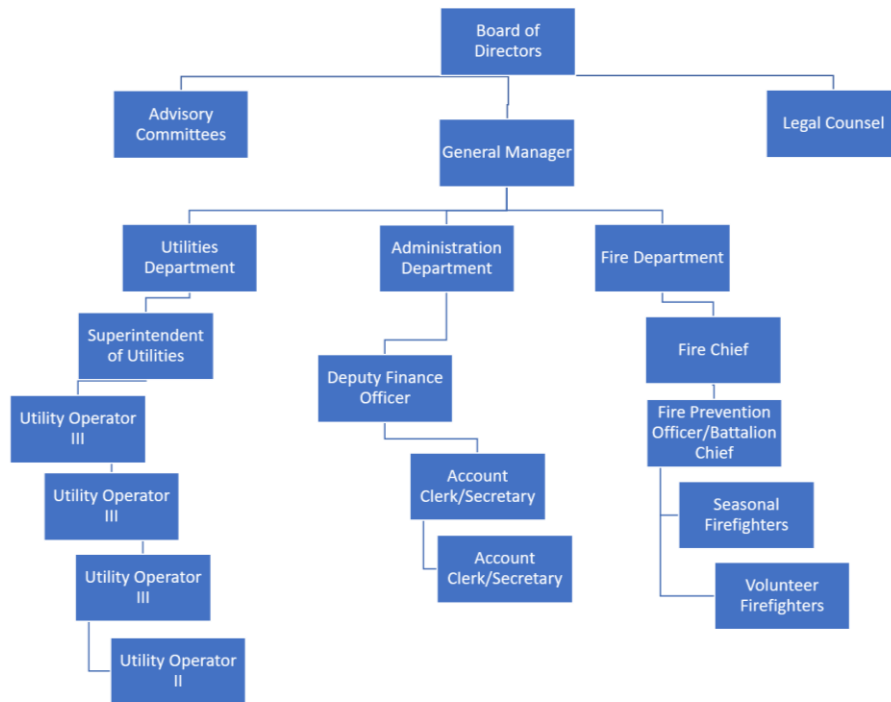 Board of
Directors
Advisory
Committees
Legal Counsel
General Manager
Utilities
Department
Administration
Department
Fire Department
Superintendent
of Utilities
Fire Chief
Deputy Finance
Officer
Utility Operator
III
Fire Prevention
Officer/Battalion
Chief
Account
Clerk/Secretary
Utility Operator
III
Seasonal
Firefighters
Account
Clerk/Secretary
Utility Operator
III
Volunteer
Firefighters
Utility Operator
II